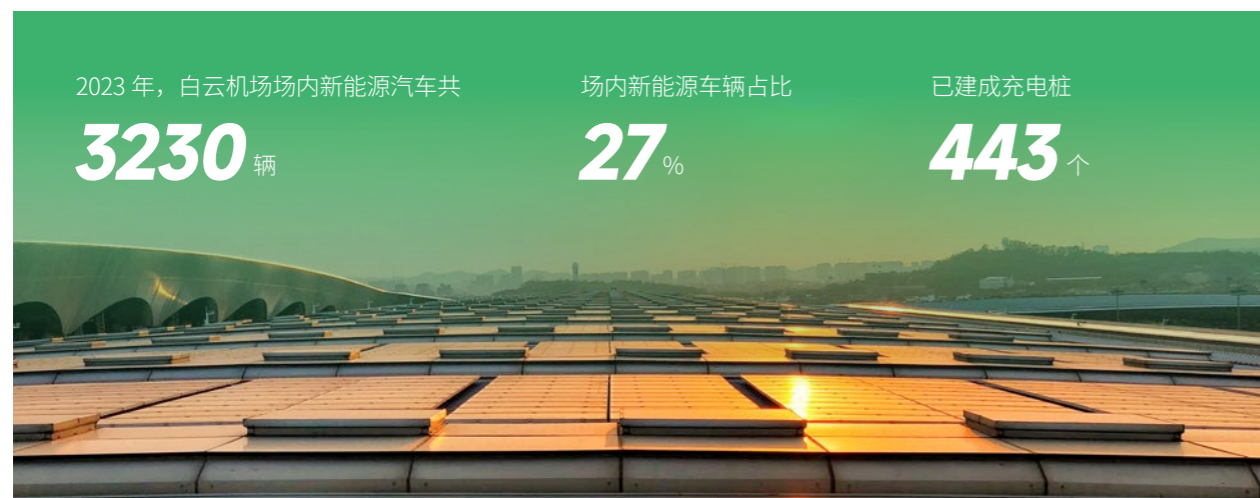 2023 年，白云机场场内新能源汽车共
3230 辆
场内新能源车辆占比
27 %
已建成充电桩
443 个